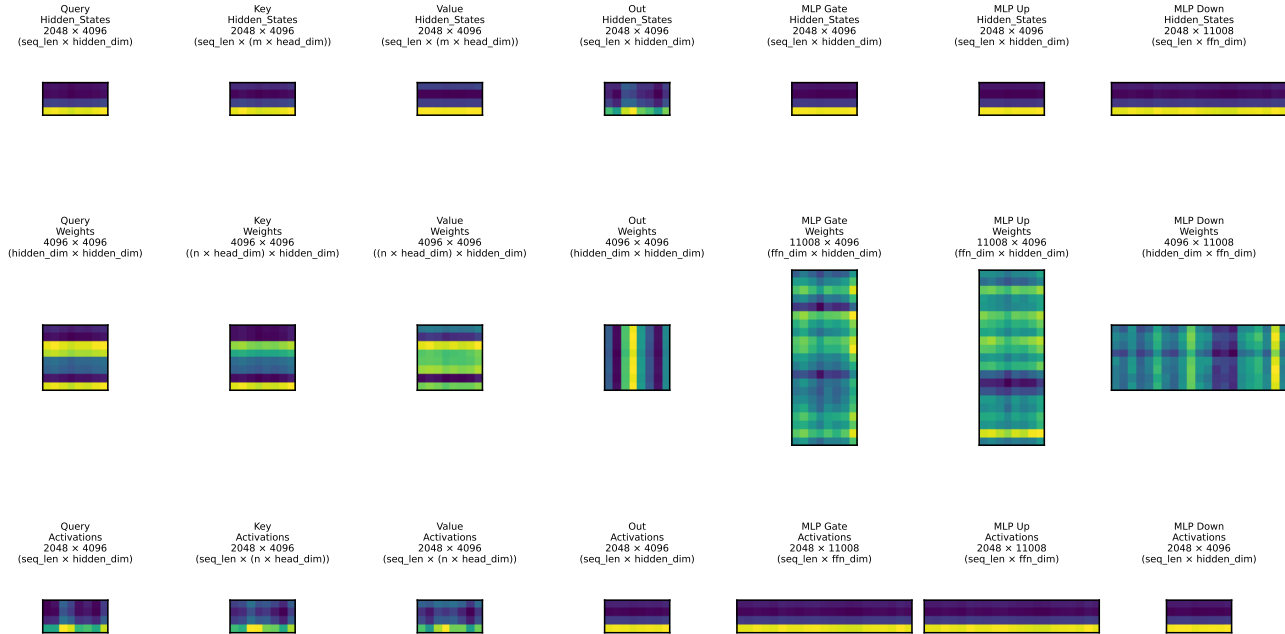 Query
Hidden_States
2048 × 4096
(seq_len × hidden_dim)
Key
Hidden_States
2048 × 4096
(seq_len × (m × head_dim))
Value
Hidden_States
2048 × 4096
(seq_len × (m × head_dim))
Out
Hidden_States
2048 × 4096
(seq_len × hidden_dim)
MLP Gate
Hidden_States
2048 × 4096
(seq_len × hidden_dim)
MLP Up
Hidden_States
2048 × 4096
(seq_len × hidden_dim)
MLP Down
Hidden_States
2048 × 11008
(seq_len × ffn_dim)
Query
Weights
4096 × 4096
(hidden_dim × hidden_dim)
Key
Weights
4096 × 4096
((n × head_dim) × hidden_dim)
Value
Weights
4096 × 4096
((n × head_dim) × hidden_dim)
Out
Weights
4096 × 4096
(hidden_dim × hidden_dim)
MLP Gate
Weights
11008 × 4096
(ffn_dim × hidden_dim)
MLP Up
Weights
11008 × 4096
(ffn_dim × hidden_dim)
MLP Down
Weights
4096 × 11008
(hidden_dim × ffn_dim)
Query
Activations
2048 × 4096
(seq_len × hidden_dim)
Key
Activations
2048 × 4096
(seq_len × (n × head_dim))
Value
Activations
2048 × 4096
(seq_len × (n × head_dim))
Out
Activations
2048 × 4096
(seq_len × hidden_dim)
MLP Gate
Activations
2048 × 11008
(seq_len × ffn_dim)
MLP Up
Activations
2048 × 11008
(seq_len × ffn_dim)
MLP Down
Activations
2048 × 4096
(seq_len × hidden_dim)